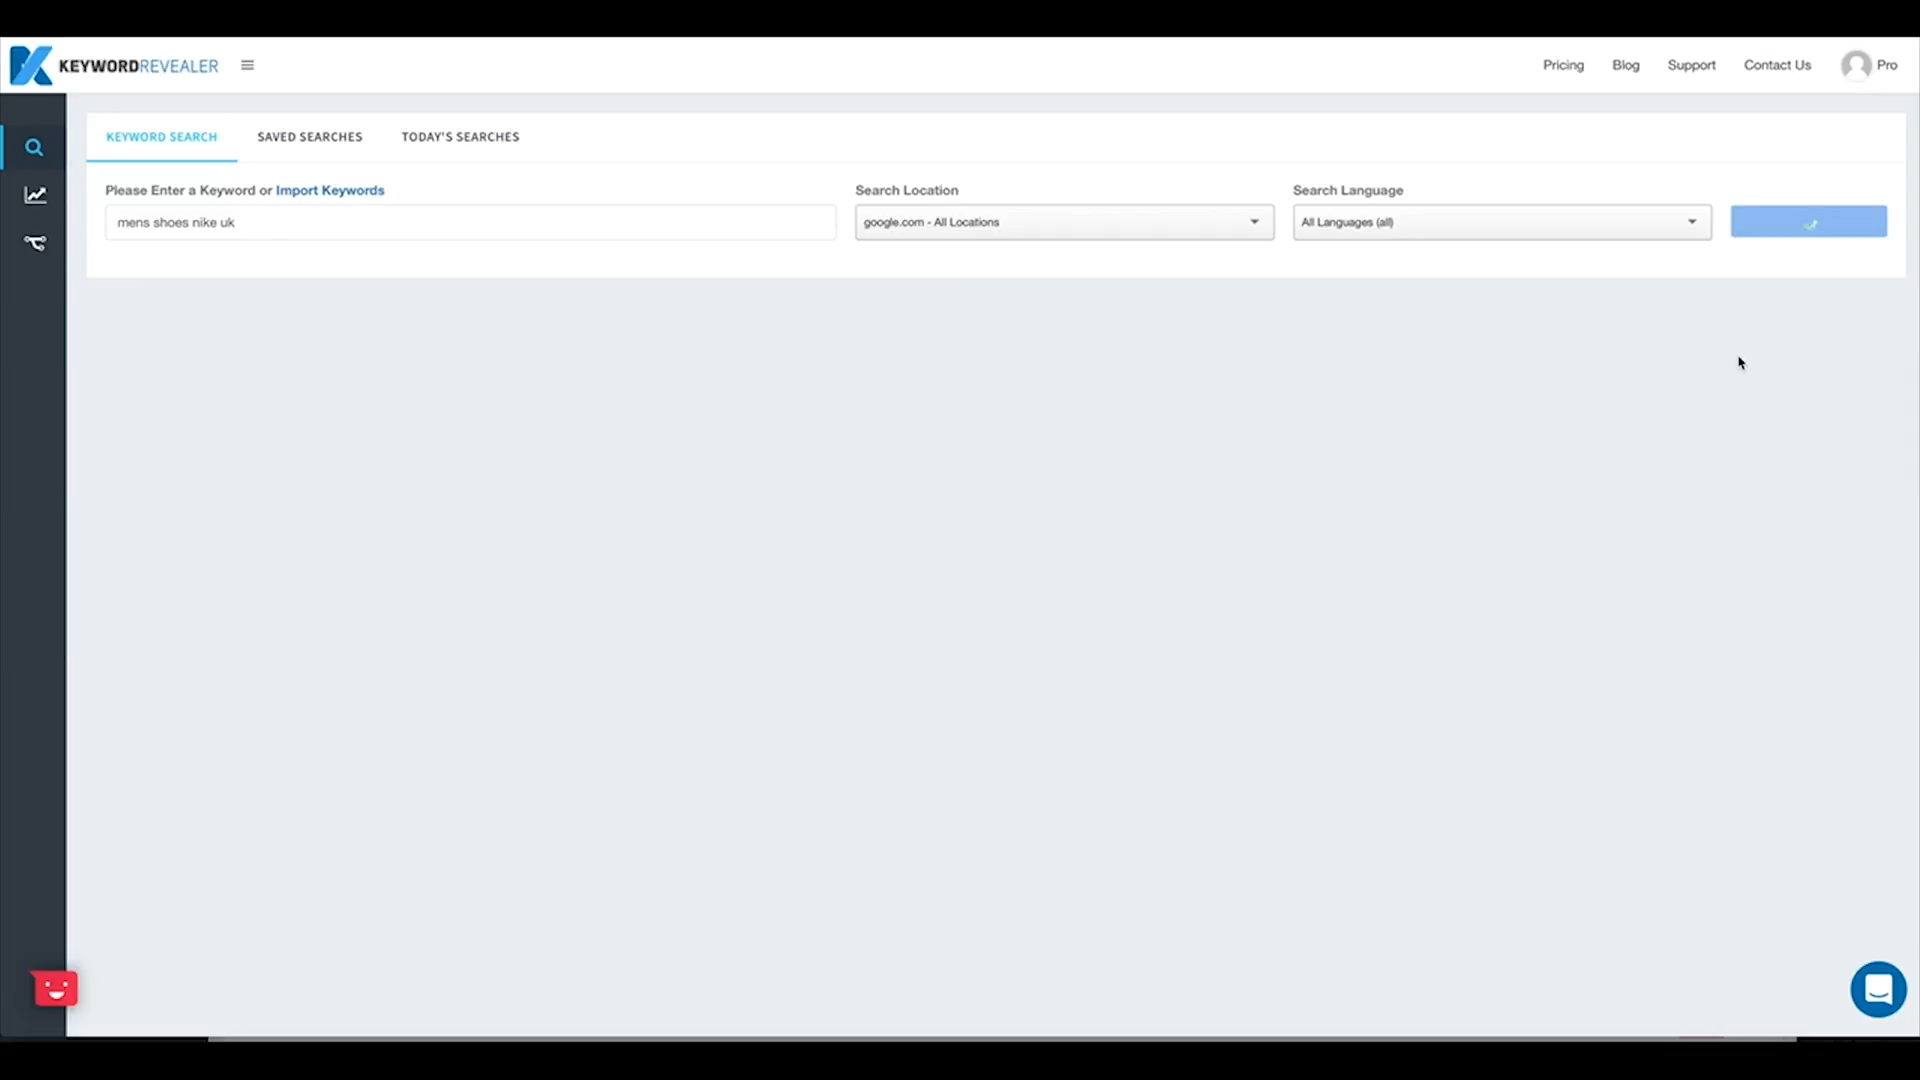 KEYWORDREVEALER
Pricing Blog Support Contact Us Pro
KEYWORD SEARCH SAVED SEARCHES TODAY'S SEARCHES
Please Enter a Keyword or Import Keywords Search Location Search Language
mens shoes nike uk google.com - All Locations All Languages (all)